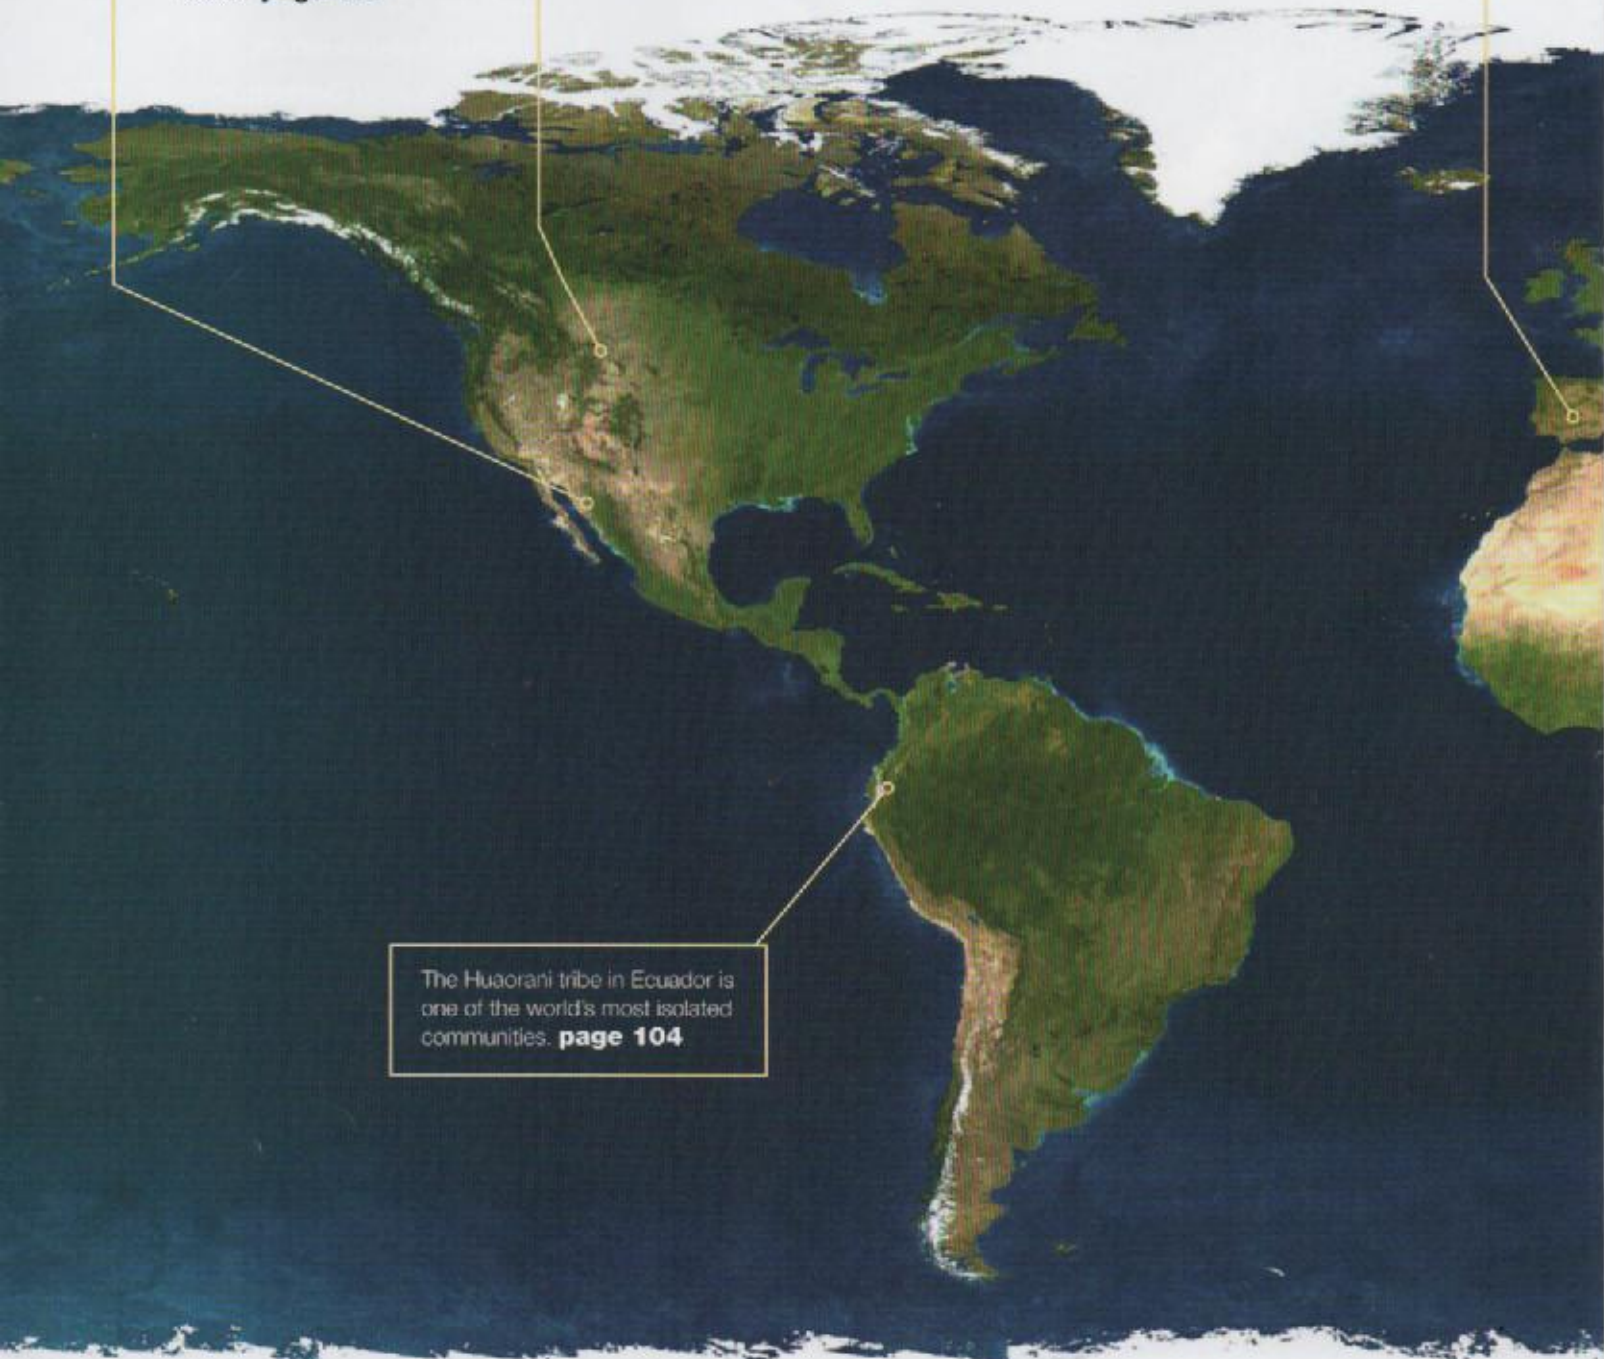 The Huaorani tribe in Ecuador is
one of the world's most isolated
communities. page 104